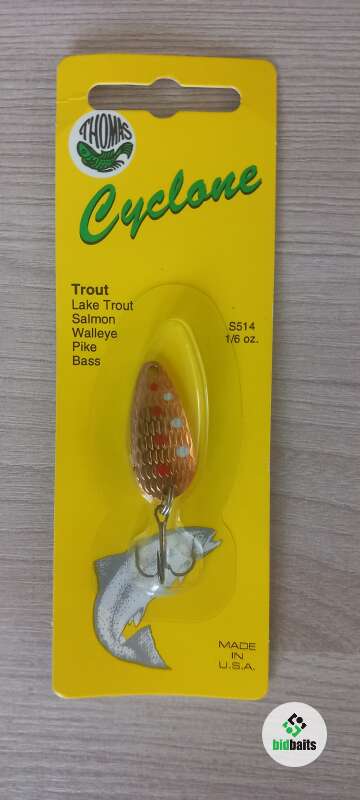 THOMAS
Cyclone
Trout
Lake Trout
Salmon
Walleye
Pike
Bass
S514
1/6 oz.
MADE
IN
U.S.A.
bidbaits